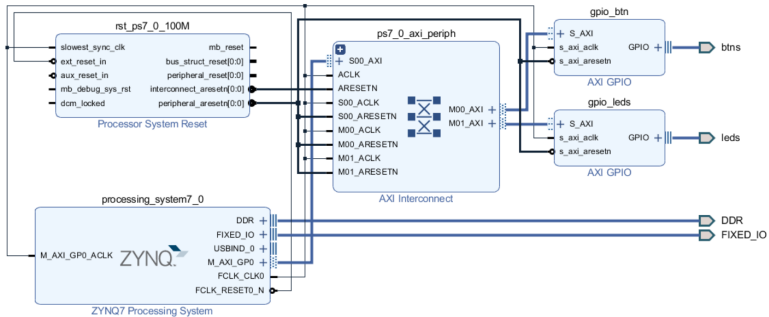 rst_ps7_0_100M
slowest_sync_clk
ext_reset_in
aux_reset_in
mb_debug_sys_rst
dcm_locked
mb_reset
bus_struct_reset[0:0]
peripheral_reset[0:0]
interconnect_aresetn[0:0]
peripheral_aresetn[0:0]
Processor System Reset
ps7_0_axi_periph
S00_AXI
ACLK
ARESETN
S00_ACLK
S00_ARESETN
M00_ACLK
M00_ARESETN
M01_ACLK
M01_ARESETN
M00_AXI
M01_AXI
AXI Interconnect
gpio_btn
S_AXI
s_axi_aclk
s_axi_aresetn
GPIO
AXI GPIO
btns
gpio_leds
S_AXI
s_axi_aclk
s_axi_aresetn
GPIO
AXI GPIO
leds
processing_system7_0
M_AXI_GP0_ACLK
ZYNQ
DDR
FIXED_IO
USBIND_0
M_AXI_GP0
FCLK_CLK0
FCLK_RESET0_N
ZYNQ7 Processing System
DDR
FIXED_IO